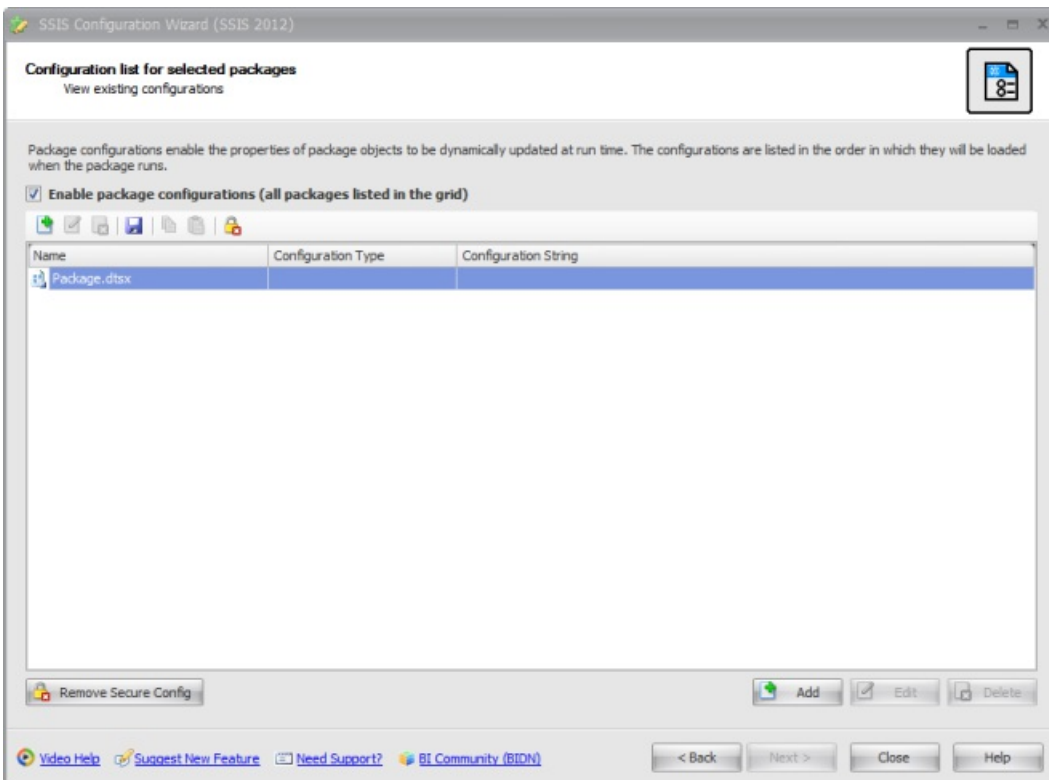 SSIS Configuration Wizard (SSIS 2012)
Configuration list for selected packages
View existing configurations
Package configurations enable the properties of package objects to be dynamically updated at run time. The configurations are listed in the order in which they will be loaded
when the package runs.
Enable package configurations (all packages listed in the grid)
Name Configuration Type Configuration String
Package.dtsx
Remove Secure Config Add Edit Delete
Video Help Suggest New Feature Need Support? BI Community (BIDN) < Back Next > Close Help